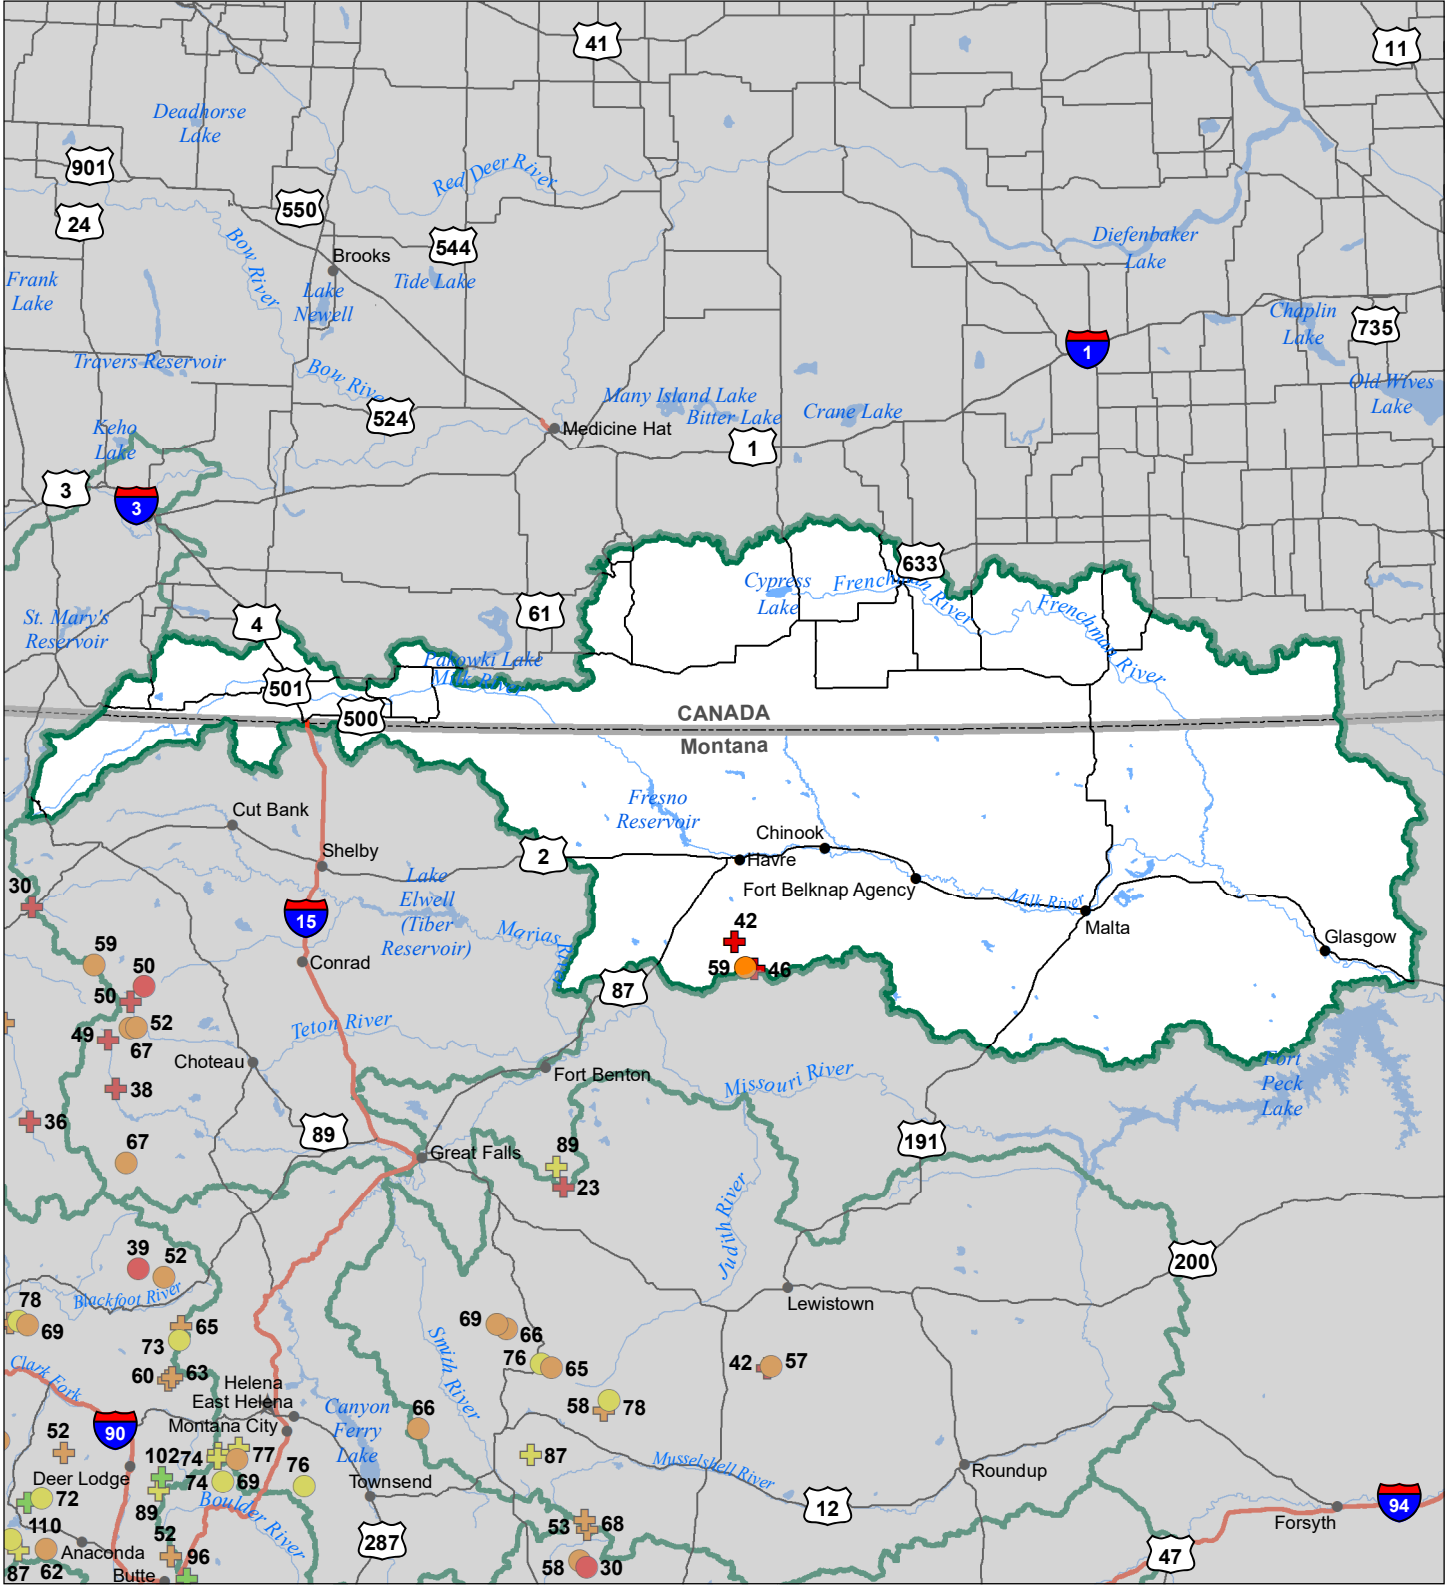 41
11
Deadhorse
Lake
901
Red Deer River
550
24
544
Bow River
Brooks
Diefenbaker
Lake
Frank
Lake
Tide Lake
Lake
Newell
Chaplin
Lake
735
1
Travers Reservoir
Bow River
Many Island Lake
Bitter Lake
Crane Lake
Old Wives
Lake
524
Keho
Lake
Medicine Hat
1
3
3
633
Cypress
Lake
Frenchman River
Frenchman River
61
St. Mary's
Reservoir
4
Pakowki Lake
Milk River
501
500
CANADA
Montana
Fresno
Reservoir
Cut Bank
Chinook
Shelby
2
Havre
Lake
Elwell
(Tiber
Reservoir)
30
Fort Belknap Agency
Milk River
15
42
Malta
Marias River
Glasgow
59
Conrad
59
46
50
50
87
52
49
67
Teton River
Choteau
Fort
Peck
Lake
Fort Benton
Missouri River
38
36
89
191
67
Great Falls
89
23
Judith River
39
52
200
Blackfoot River
78
69
Lewistown
65
73
69
66
Smith River
76
65
42
57
Clark Fork
60
63
Helena
East Helena
Montana City
Canyon
Ferry
Lake
66
58
78
90
52
102
74
77
87
Musselshell River
Roundup
Deer Lodge
74
69
76
Townsend
72
89
Boulder River
12
94
Forsyth
110
52
287
53
68
47
Anaconda
96
87
62
Butte
58
30